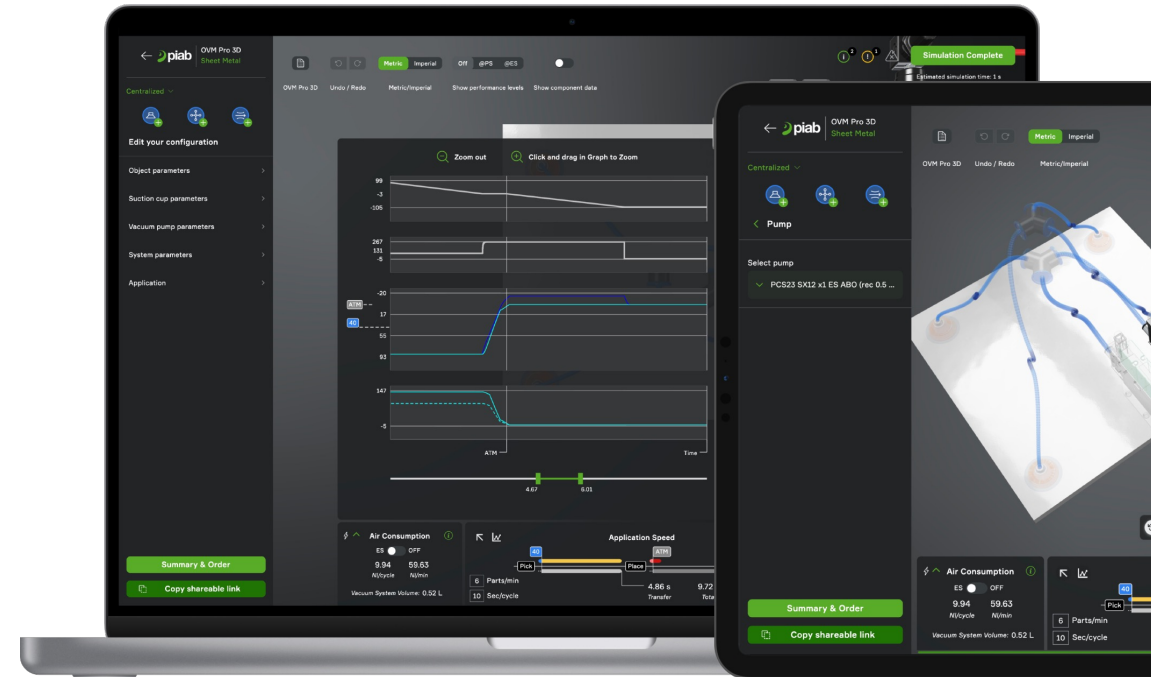 piab
OVM Pro 3D
Sheet Metal
Centralized
Edit your configuration
Object parameters
Suction cup parameters
Vacuum pump parameters
System parameters
Application
Summary & Order
Copy shareable link
OVM Pro 3D
Undo / Redo
Metric Imperial
Metric/Imperial
Off @PS @ES
Show performance levels
Show component data
2
1
Simulation Complete
Estimated simulation time: 1 s
Zoom out
Click and drag in Graph to Zoom
99
-3
-105
267
131
-5
-20
ATM
17
40
55
93
147
-5
ATM
Time
4.67 6.01
Air Consumption
ES OFF
9.94 59.63
Nl/cycle Nl/min
Vacuum System Volume: 0.52 L
Application Speed
40 ATM
Pick Place
6 Parts/min
10 Sec/cycle
4.86 s 9.72
Transfer
piab
OVM Pro 3D
Sheet Metal
Centralized
Pump
Select pump
PCS23 SX12 x1 ES ABO (rec 0.5 ...
Summary & Order
Copy shareable link
OVM Pro 3D
Undo / Redo
Metric Imperial
Metric/Imperial
Air Consumption
ES OFF
9.94 59.63
Nl/cycle Nl/min
Vacuum System Volume: 0.52 L
40
Pick
6 Parts/min
10 Sec/cycle